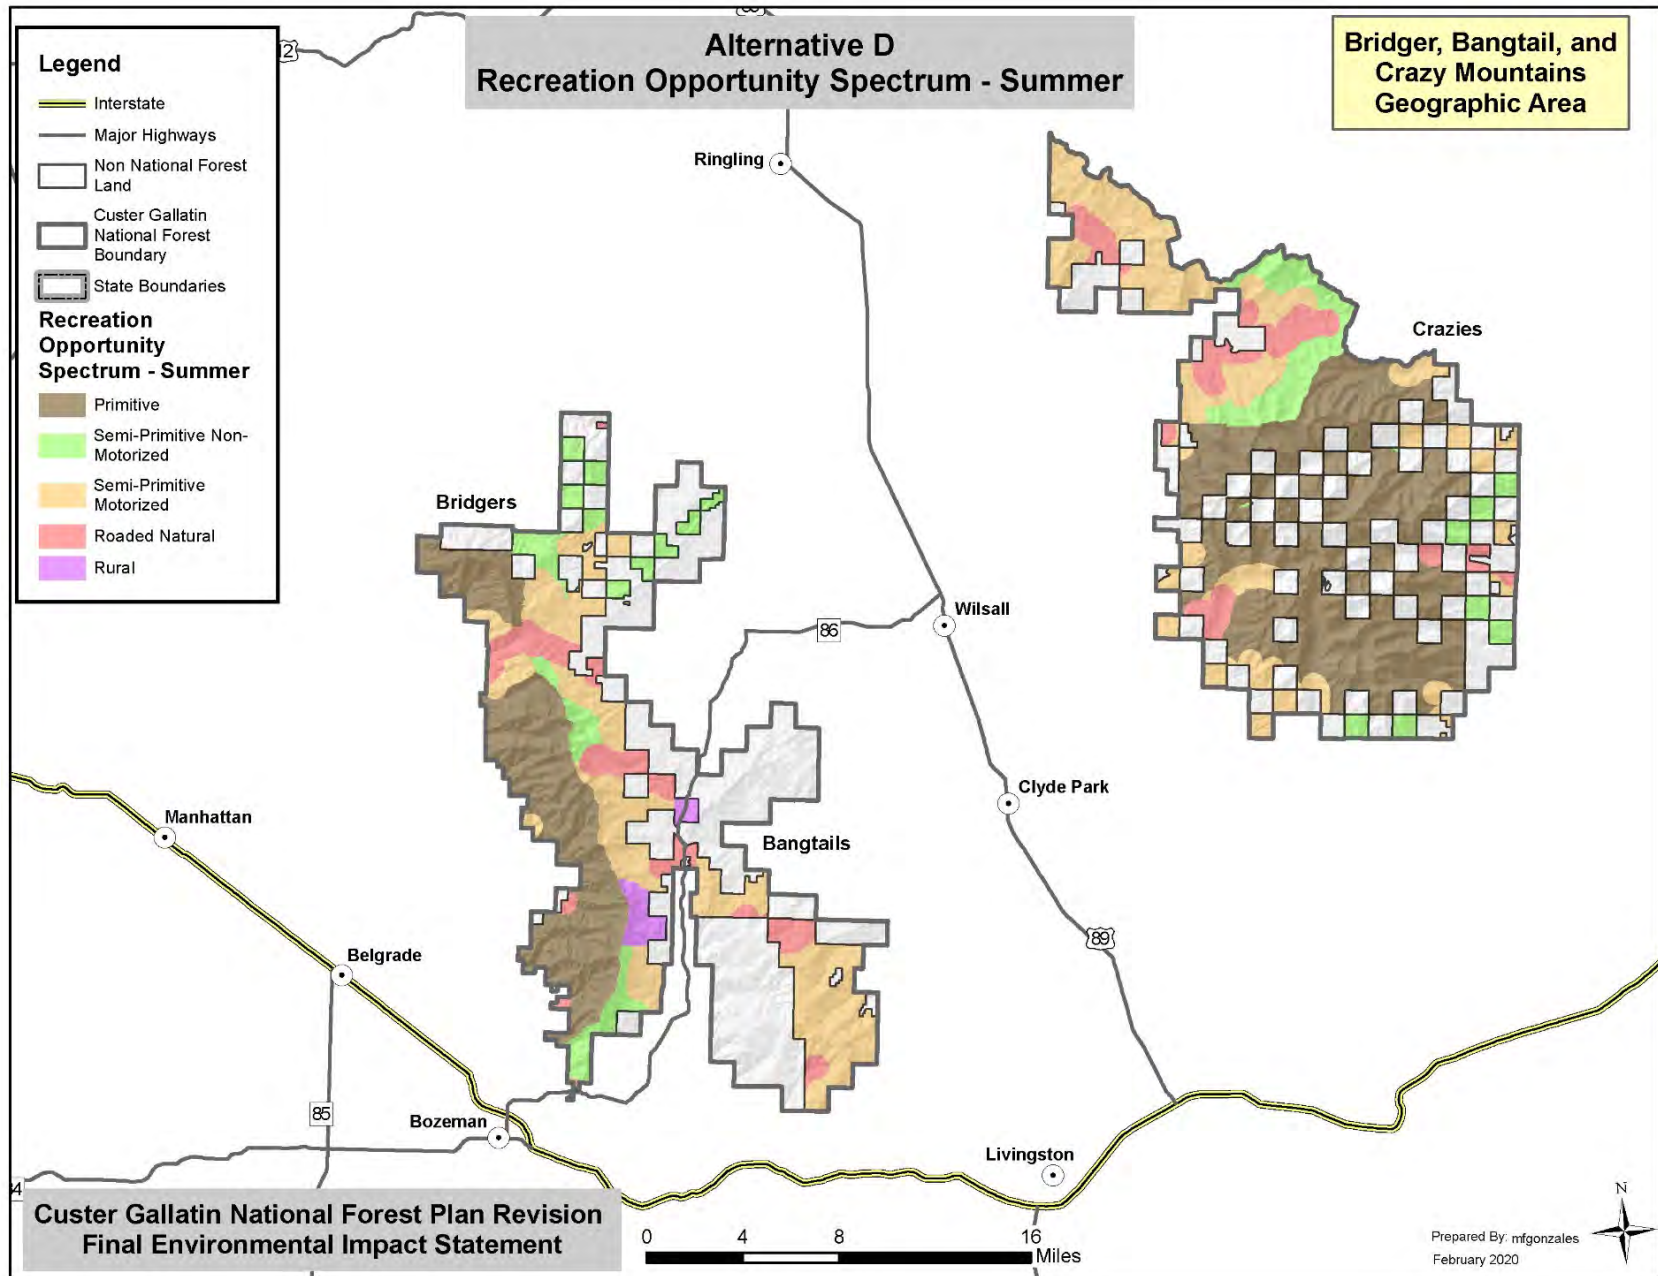 Alternative D
Recreation Opportunity Spectrum - Summer
Bridger, Bangtail, and
Crazy Mountains
Geographic Area
Legend
Interstate
Major Highways
Non National Forest
Land
Custer Gallatin
National Forest
Boundary
State Boundaries
Recreation
Opportunity
Spectrum - Summer
Primitive
Semi-Primitive Non-
Motorized
Semi-Primitive
Motorized
Roaded Natural
Rural
Ringling
Crazies
Bridgers
86
Wilsall
Clyde Park
Manhattan
Bangtails
89
Belgrade
85
Bozeman
Livingston
Custer Gallatin National Forest Plan Revision
Final Environmental Impact Statement
0 4 8 16
Miles
N
Prepared By: mfgonzales
February 2020